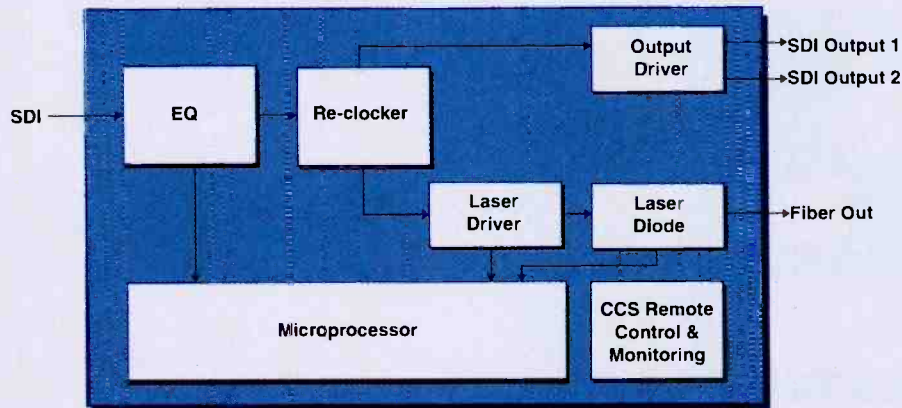 Output
Driver
SDI Output 1
SDI Output 2
SDI
EQ
Re-clocker
Laser
Driver
Laser
Diode
Fiber Out
Microprocessor
CCS Remote
Control &
Monitoring